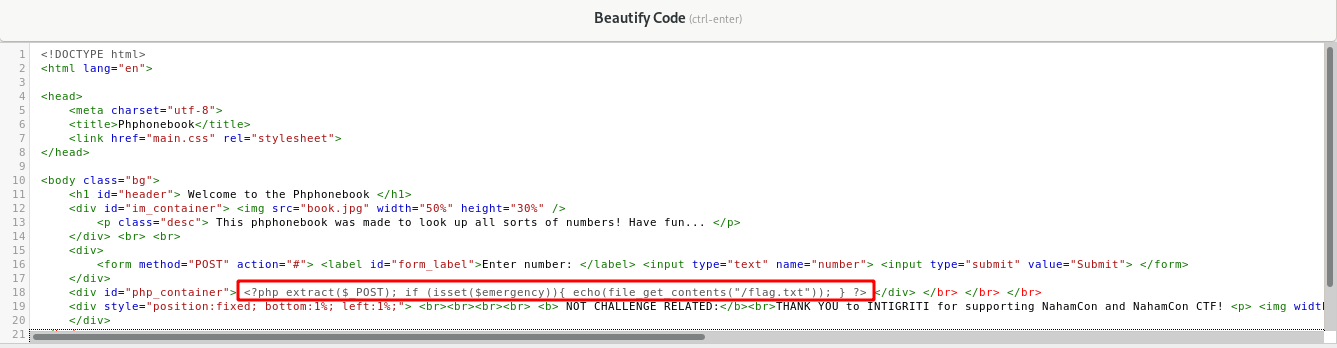 Beautify Code (ctrl-enter)
1 <!DOCTYPE html>
2 <html lang="en">
3
4 <head>
5 <meta charset="utf-8">
6 <title>Phphonebook</title>
7 <link href="main.css" rel="stylesheet">
8 </head>
9
10 <body class="bg">
11 <h1 id="header"> Welcome to the Phphonebook </h1>
12 <div id="im_container"> <img src="book.jpg" width="50%" height="30%" />
13 <p class="desc"> This phphonebook was made to look up all sorts of numbers! Have fun... </p>
14 </div> <br> <br>
15 <div>
16 <form method="POST" action="#"> <label id="form_label">Enter number: </label> <input type="text" name="number"> <input type="submit" value="Submit"> </form>
17 </div>
18 <div id="php_container"> <?php extract($_POST); if (isset($emergency)){ echo(file_get_contents("/flag.txt")); } ?> </div> </br> </br> </br>
19 <div style="position:fixed; bottom:1%; left:1%;"> <br><br><br><br> <b> NOT CHALLENGE RELATED:</b><br>THANK YOU to INTIGRITI for supporting NahamCon and NahamCon CTF! <p> <img widt
20 </div>
21